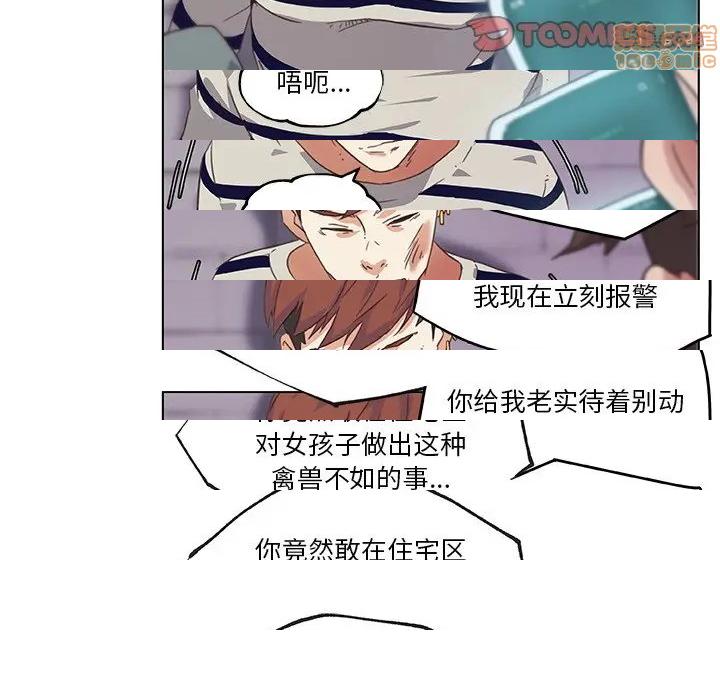 TOOMICS
唔呃...
我现在立刻报警
你给我老实待着别动
对女孩子做出这种
禽兽不如的事...
你竟然敢在住宅区